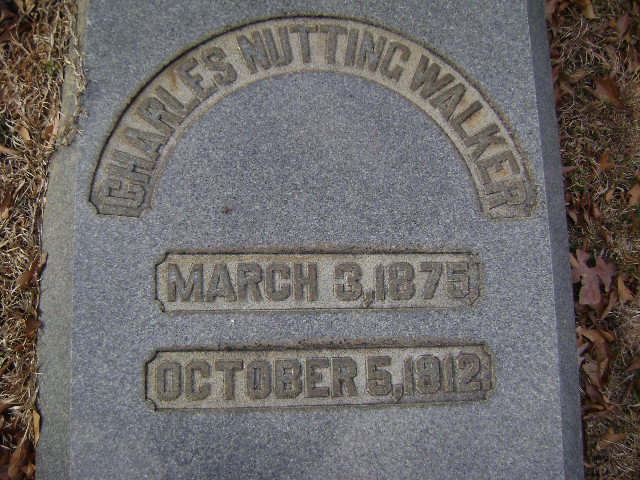 CHARLES NUTTING WALKER
MARCH 3, 1875
OCTOBER 5, 1912.